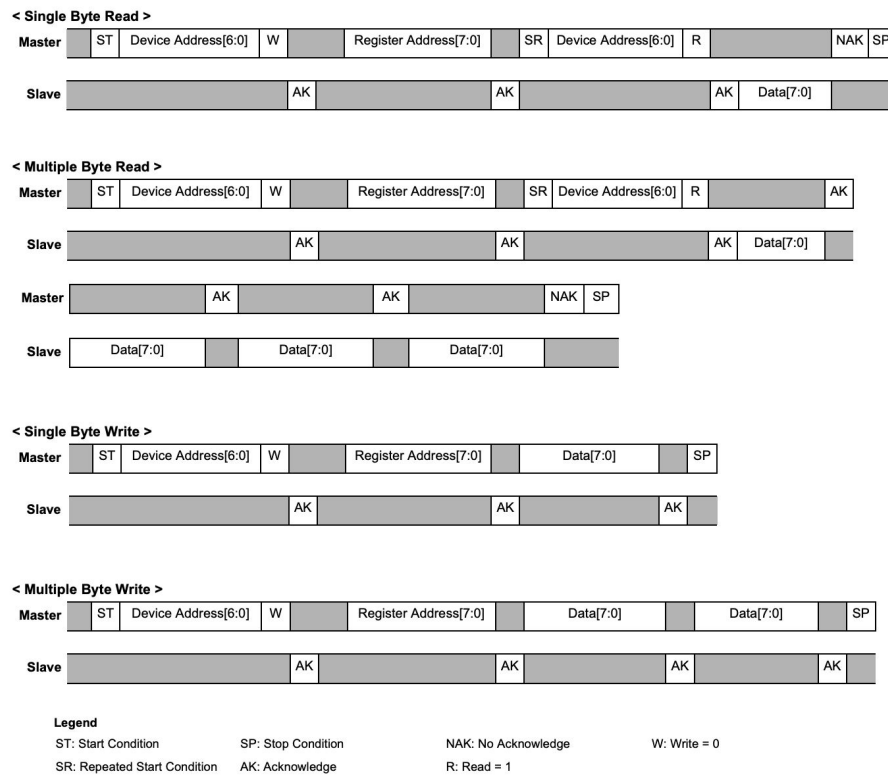 < Single Byte Read >
Master ST Device Address[6:0] W Register Address[7:0] SR Device Address[6:0] R NAK SP
Slave AK AK AK Data[7:0]
< Multiple Byte Read >
Master ST Device Address[6:0] W Register Address[7:0] SR Device Address[6:0] R AK
Slave AK AK AK Data[7:0]
Master AK AK NAK SP
Slave Data[7:0] Data[7:0] Data[7:0]
< Single Byte Write >
Master ST Device Address[6:0] W Register Address[7:0] Data[7:0] SP
Slave AK AK AK
< Multiple Byte Write >
Master ST Device Address[6:0] W Register Address[7:0] Data[7:0] Data[7:0] SP
Slave AK AK AK AK
Legend
ST: Start Condition SP: Stop Condition NAK: No Acknowledge W: Write = 0
SR: Repeated Start Condition AK: Acknowledge R: Read = 1